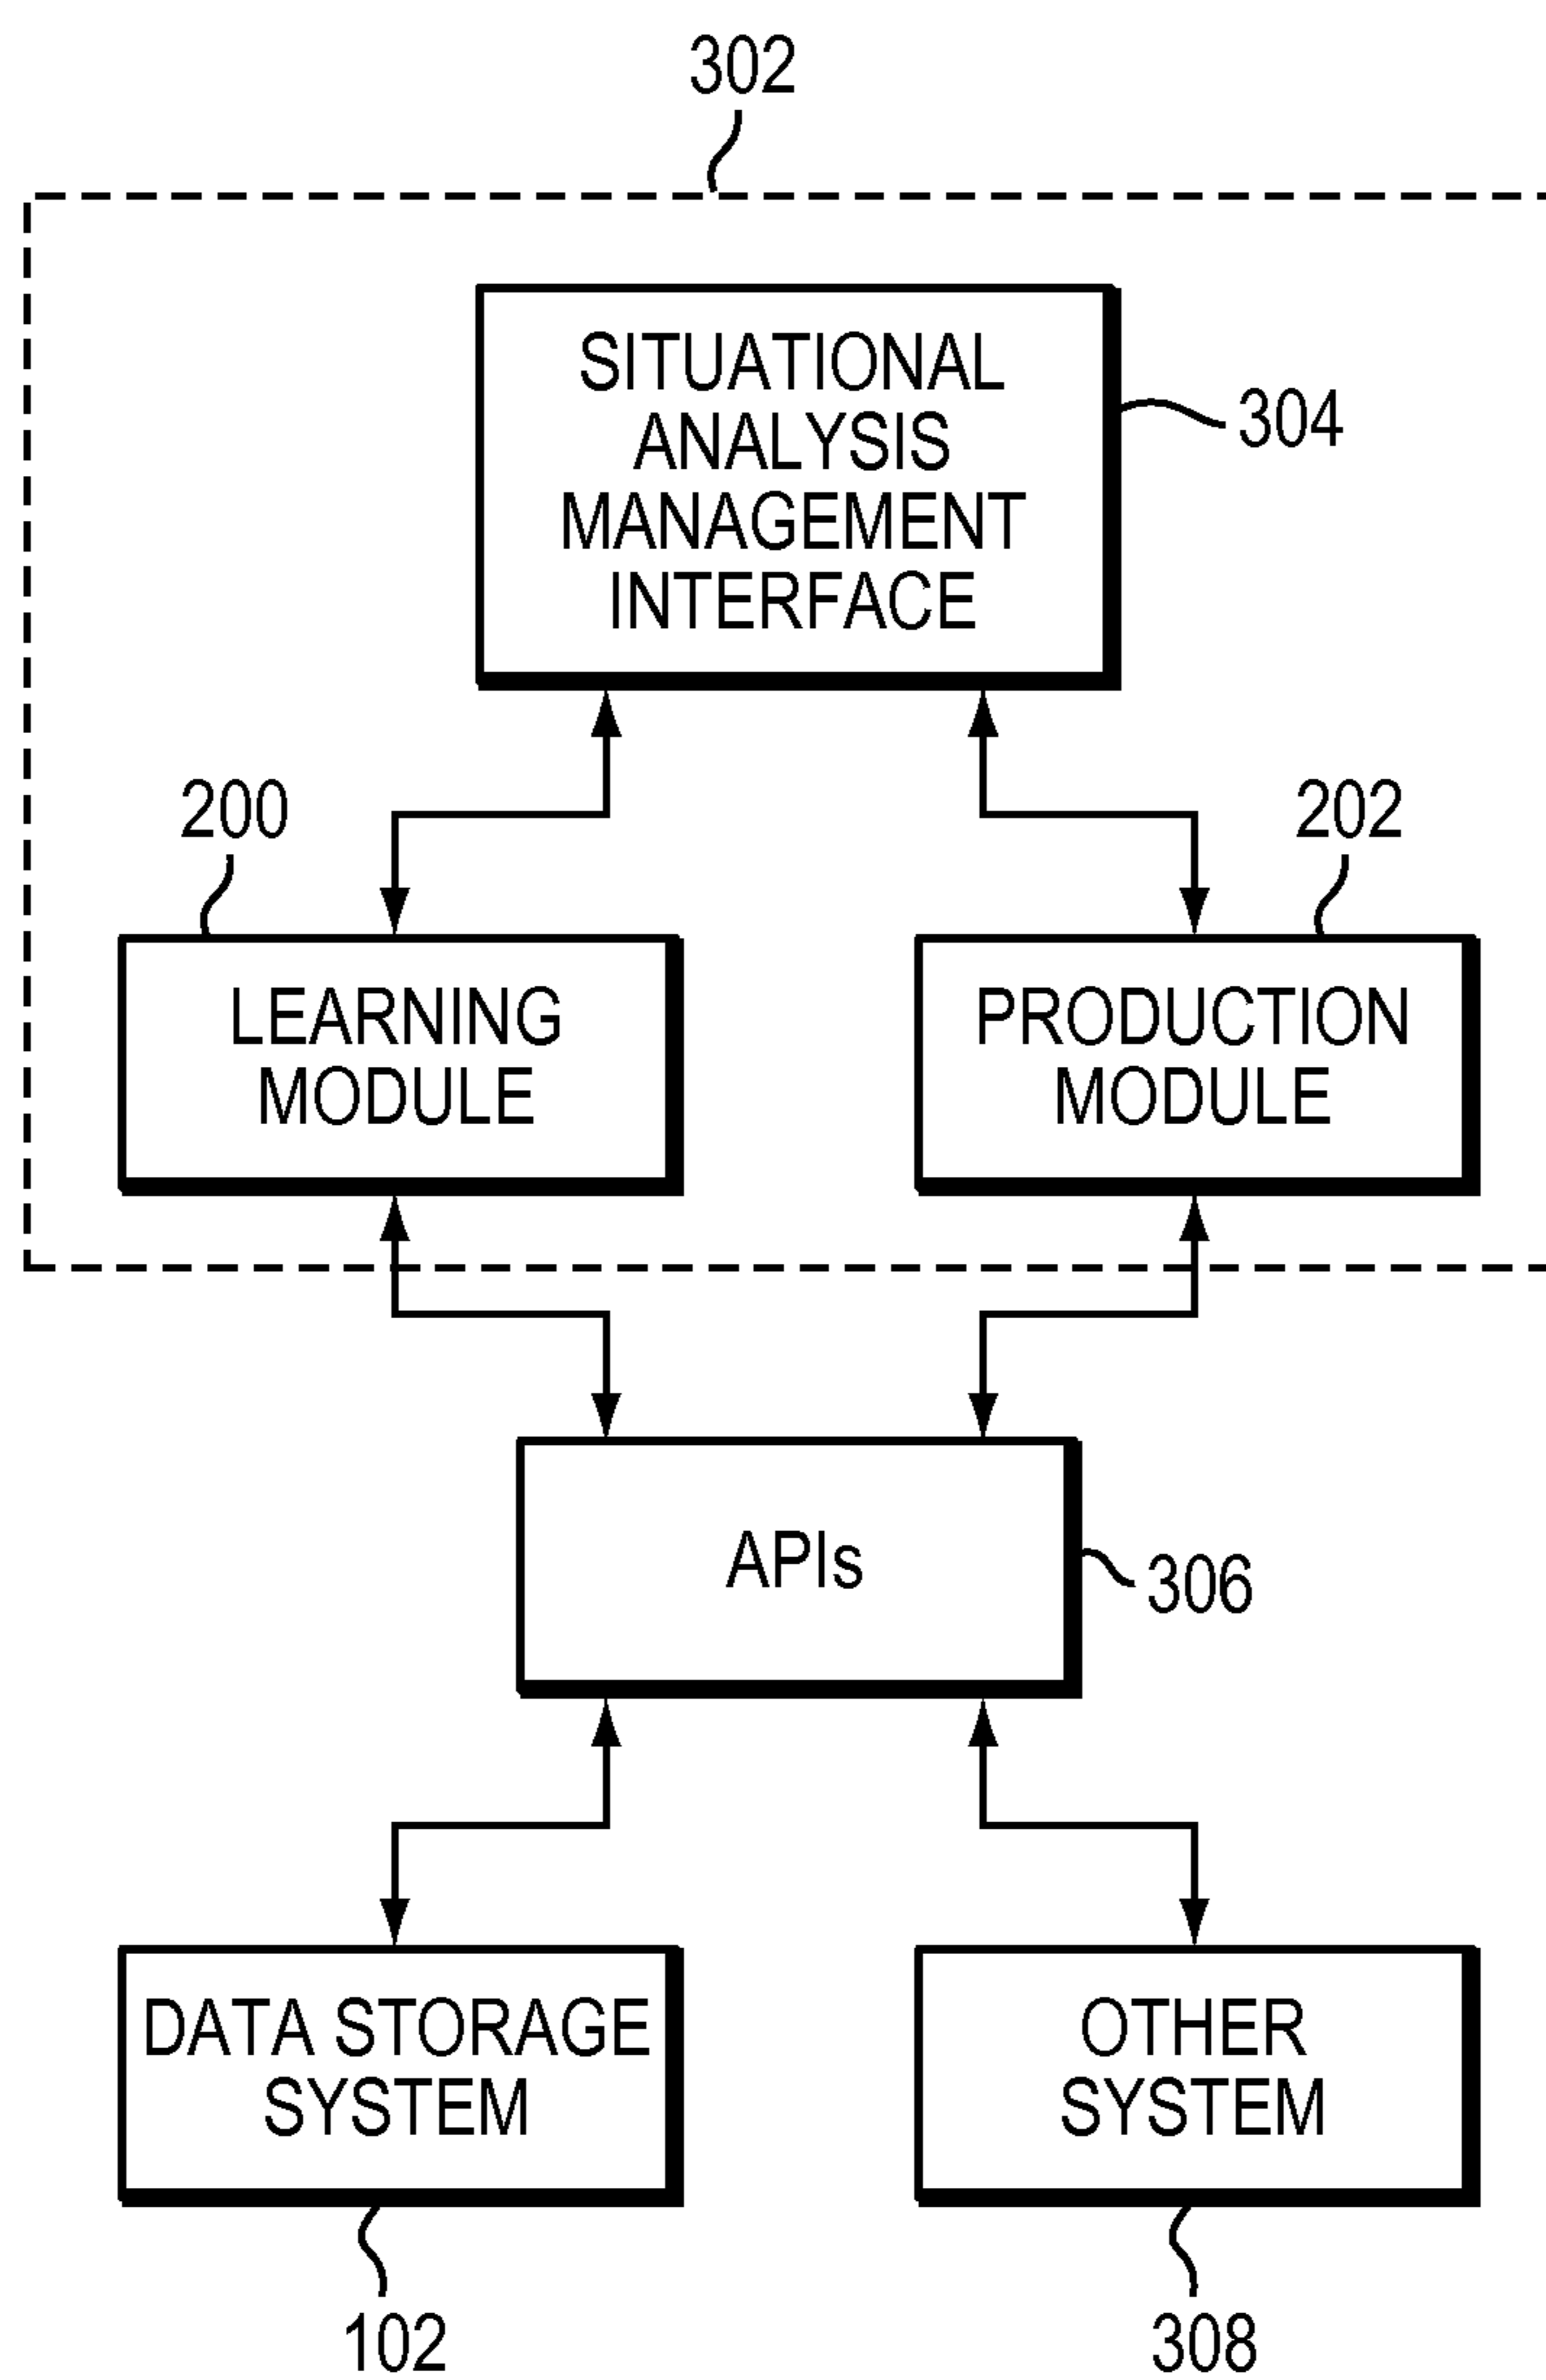 302
SITUATIONAL
ANALYSIS
MANAGEMENT
INTERFACE
304
200
202
LEARNING
MODULE
PRODUCTION
MODULE
APIs
306
DATA STORAGE
SYSTEM
OTHER
SYSTEM
102
308